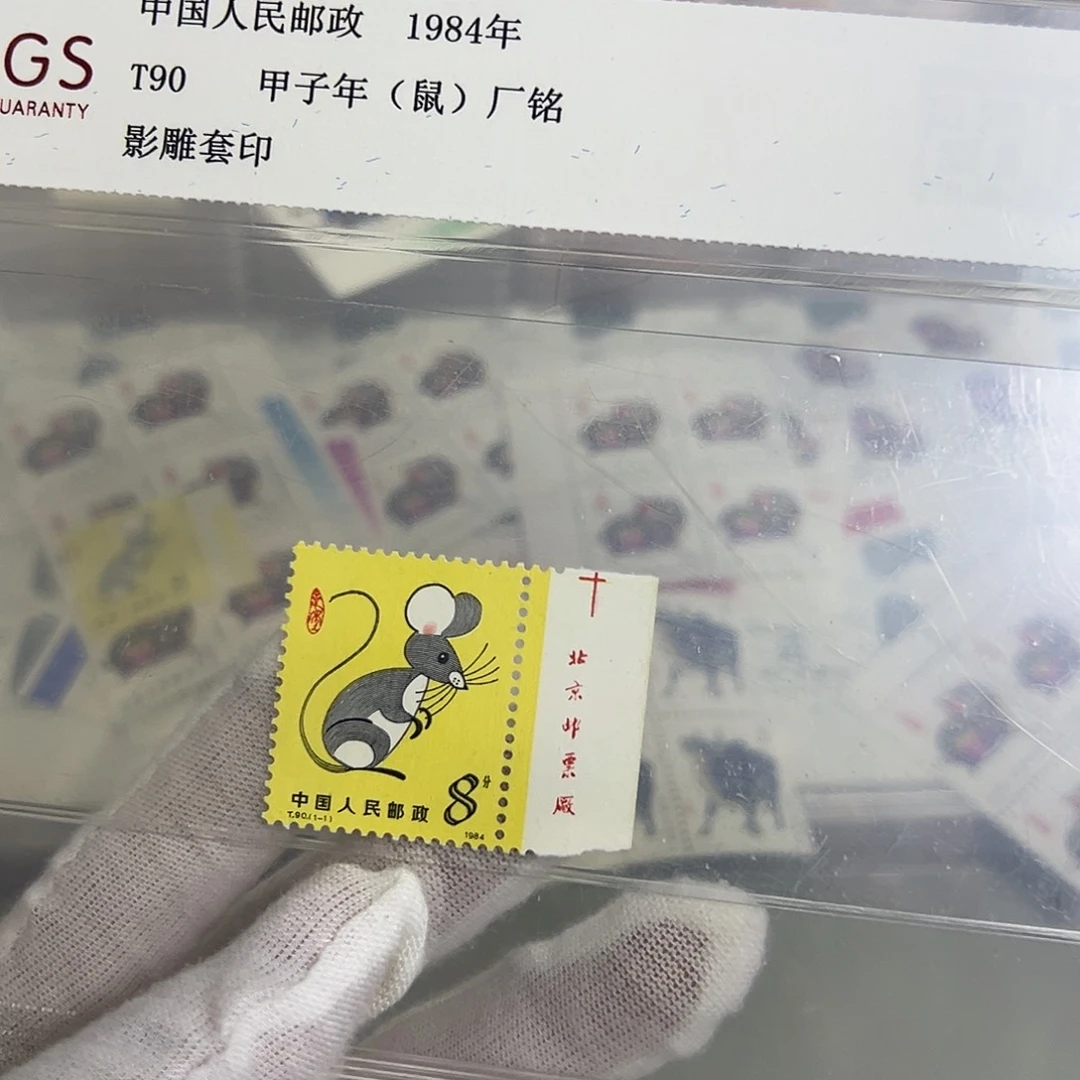 中国人民邮政 1984年
GS
UARANTY
T90 甲子年（鼠）厂铭
影雕套印
北京邮票厰
8分
中国人民邮政
T.90.(1-1)
1984